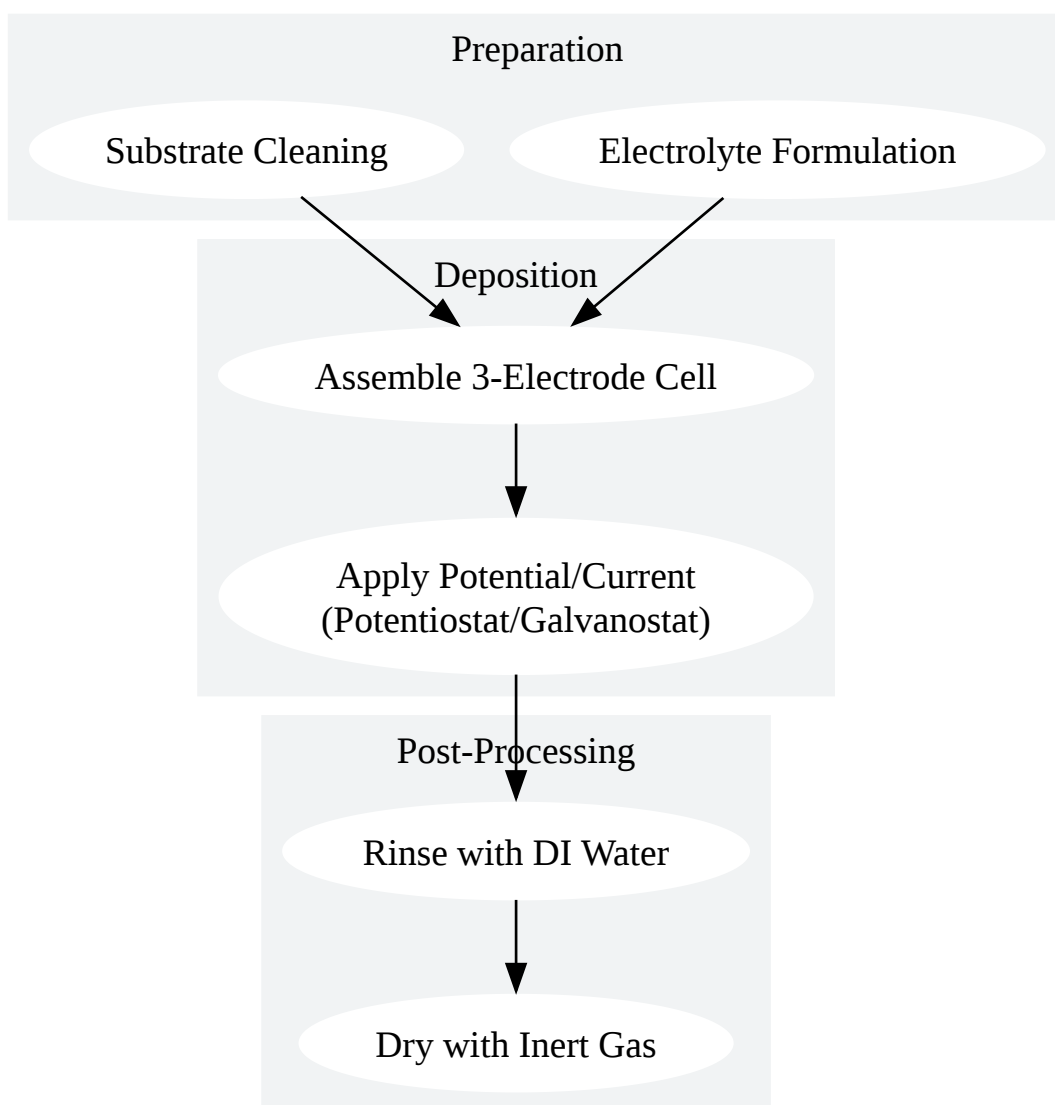 Preparation
Substrate Cleaning
Electrolyte Formulation
Deposition
Assemble 3-Electrode Cell
Apply Potential/Current
(Potentiostat/Galvanostat)
Post-Processing
Rinse with DI Water
Dry with Inert Gas